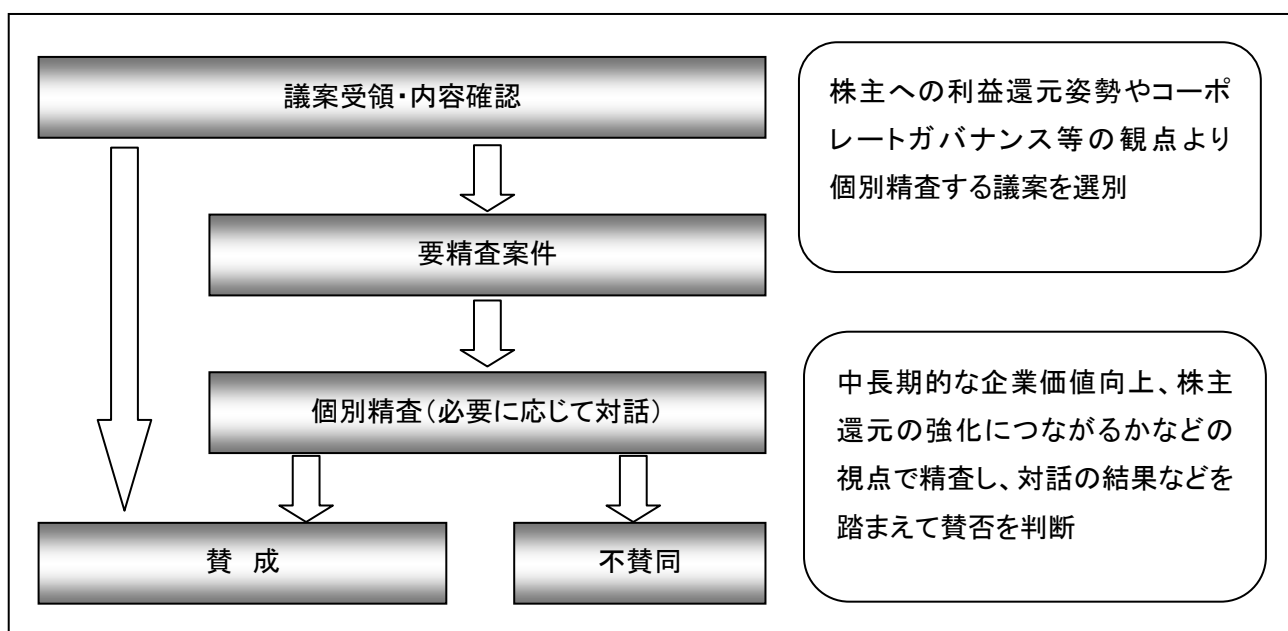 議案受領・内容確認
株主への利益還元姿勢やコーポ
レートガバナンス等の観点より
個別精査する議案を選別
要精査案件
個別精査(必要に応じて対話)
中長期的な企業価値向上、株主
還元の強化につながるかなどの
視点で精査し、対話の結果などを
踏まえて賛否を判断
賛 成
不賛同